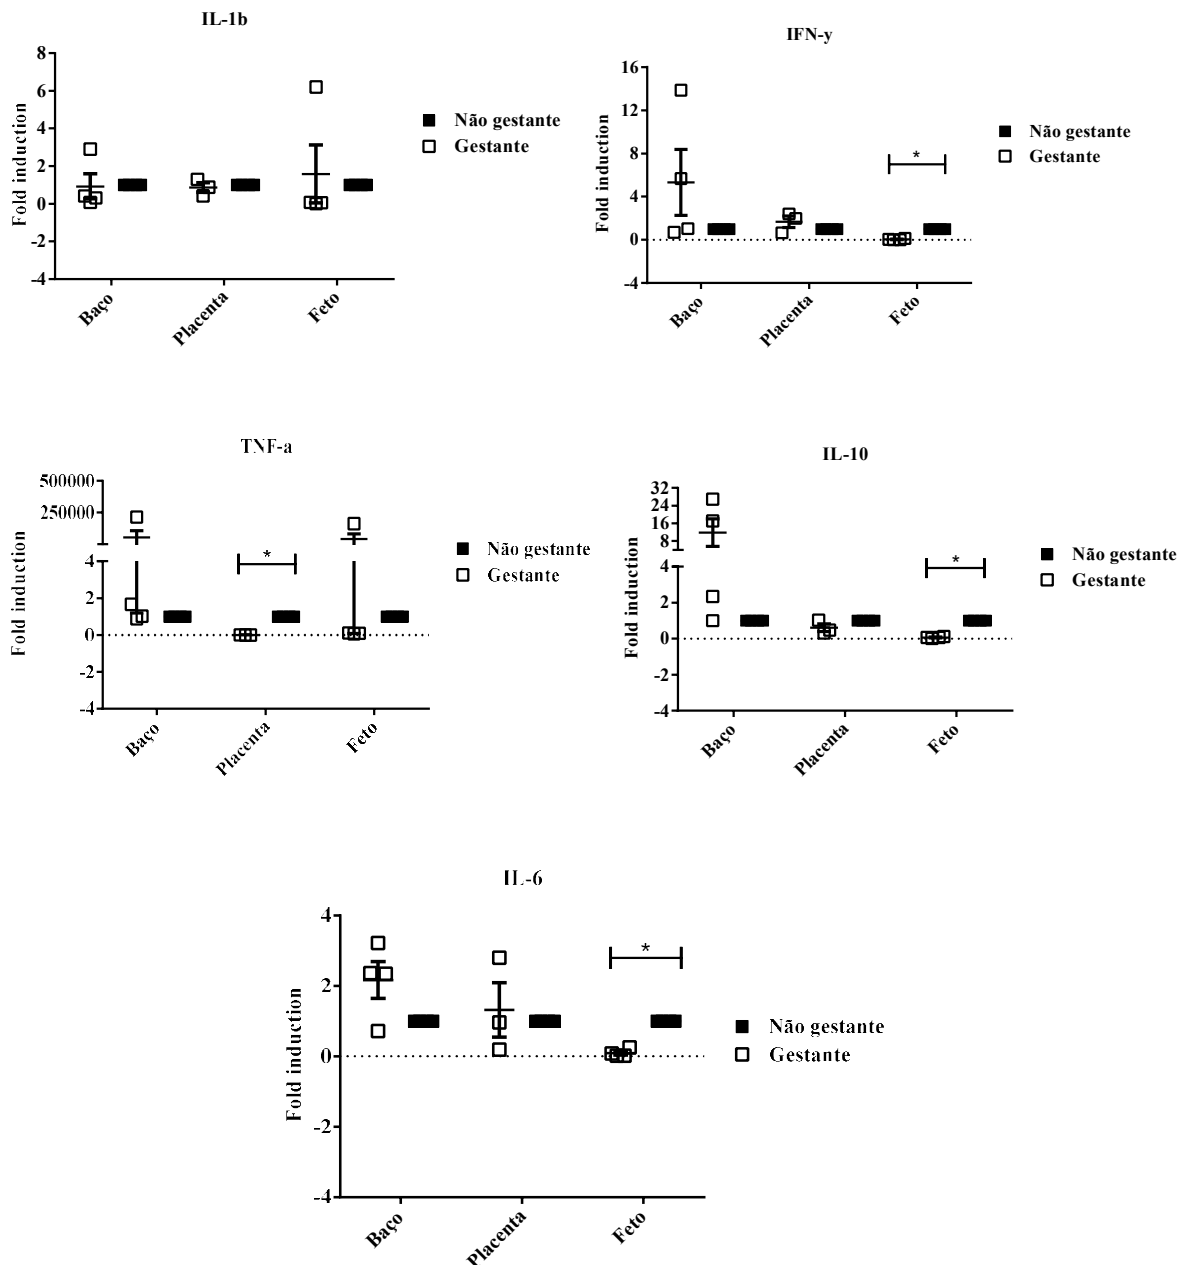 IL-1b
8
6
4
2
0
-2
-4
Fold induction
Baço
Placenta
Feto
Não gestante
Gestante
IFN-y
16
12
8
4
0
-4
Fold induction
*
Baço
Placenta
Feto
Não gestante
Gestante
TNF-a
500000
250000
4
2
0
-2
-4
Fold induction
*
Baço
Placenta
Feto
Não gestante
Gestante
IL-10
32
24
16
8
4
2
0
-2
-4
Fold induction
*
Baço
Placenta
Feto
Não gestante
Gestante
IL-6
4
2
0
-2
-4
Fold induction
*
Baço
Placenta
Feto
Não gestante
Gestante